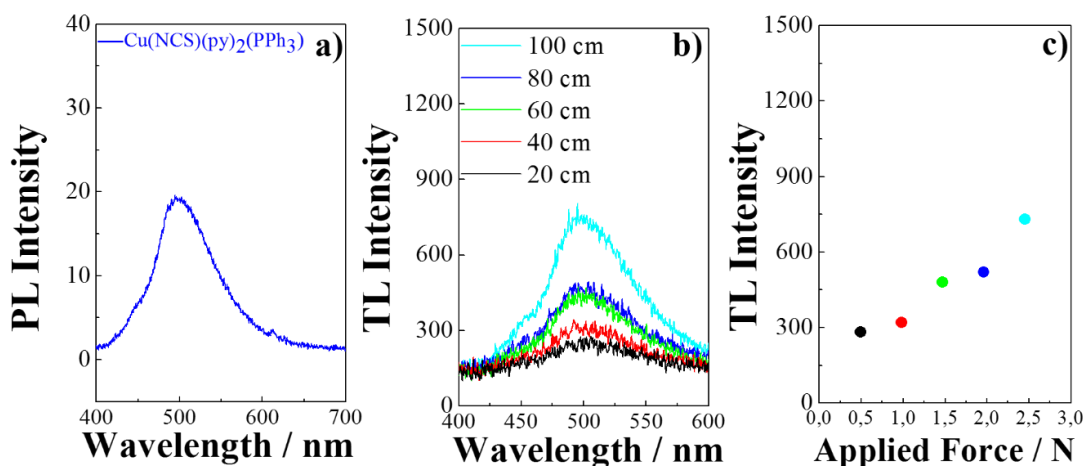 Cu(NCS)(py)2(PPh3)
a)
40
30
20
10
0
PL Intensity
400 500 600 700
Wavelength / nm
b)
100 cm
80 cm
60 cm
40 cm
20 cm
1500
1200
900
600
300
0
TL Intensity
400 450 500 550 600
Wavelength / nm
c)
1500
1200
900
600
300
0
TL Intensity
0,0 0,5 1,0 1,5 2,0 2,5 3,0
Applied Force / N